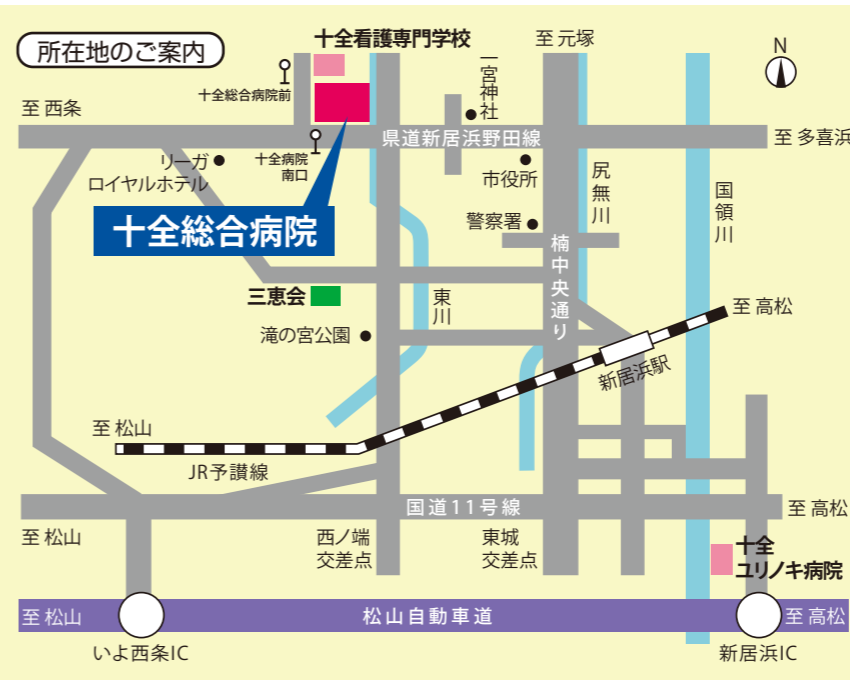 所在地のご案内
十全看護専門学校
至 元塚
N
十全総合病院前
一宮神社
至 西条
県道新居浜野田線
至 多喜浜
リーガ
ロイヤルホテル
十全病院
南口
市役所
尻無川
国領川
十全総合病院
警察署
楠中央通り
三恵会
東川
至 高松
滝の宮公園
新居浜駅
至 松山
JR予讃線
国道11号線
至 高松
至 松山
西ノ端
交差点
東城
交差点
十全
ユリノキ病院
至 松山
松山自動車道
至 高松
いよ西条IC
新居浜IC